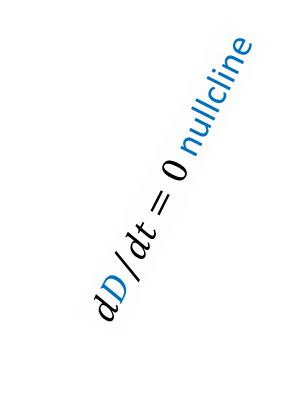 dD/dt = 0 nullcline